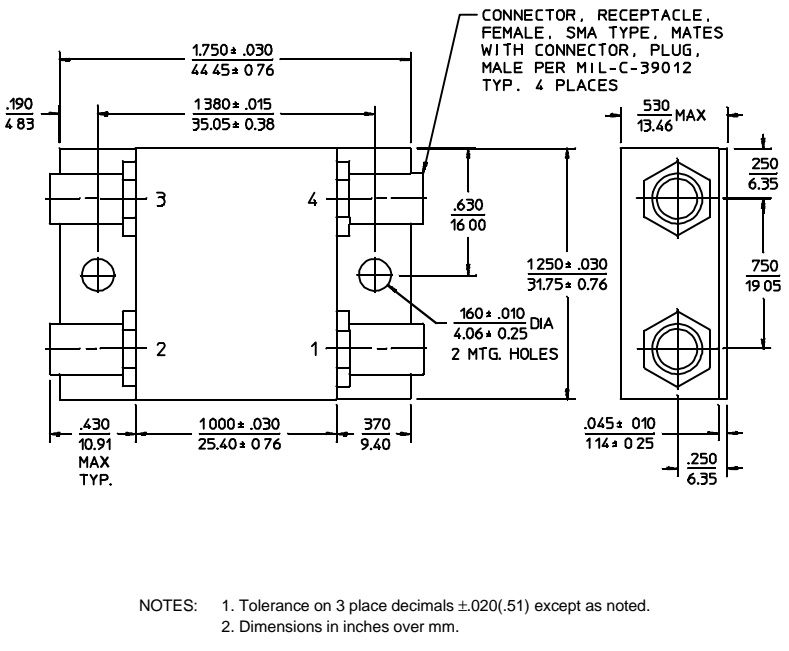 CONNECTOR, RECEPTACLE,
FEMALE, SMA TYPE, MATES
WITH CONNECTOR, PLUG,
MALE PER MIL-C-39012
TYP. 4 PLACES
1.750± .030
44 45± 0 76
.190
4 83
1 380± .015
35.05± 0.38
530
13.46
MAX
.250
6.35
3
4
.630
16 00
1 250± .030
31.75± 0.76
750
19 05
160± .010
4.06± 0.25
DIA
2 MTG. HOLES
2
1
.430
10.91
MAX
TYP.
1 000± .030
25.40± 0 76
370
9.40
.045± 010
1 14± 0 25
.250
6.35
NOTES: 1. Tolerance on 3 place decimals ±.020(.51) except as noted.
2. Dimensions in inches over mm.